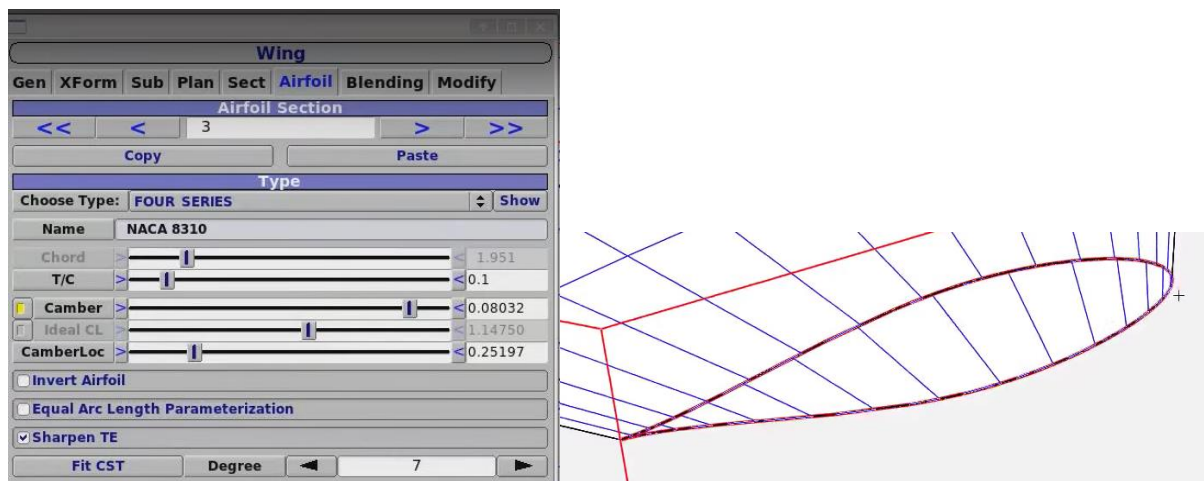 Wing
Gen XForm Sub Plan Sect Airfoil Blending Modify
Airfoil Section
<< < 3 > >>
Copy Paste
Type
Choose Type: FOUR SERIES Show
Name NACA 8310
Chord > < 1.951
T/C > < 0.1
Camber > < 0.08032
Ideal CL > < 1.14750
CamberLoc > < 0.25197
Invert Airfoil
Equal Arc Length Parameterization
Sharpen TE
Fit CST Degree 7